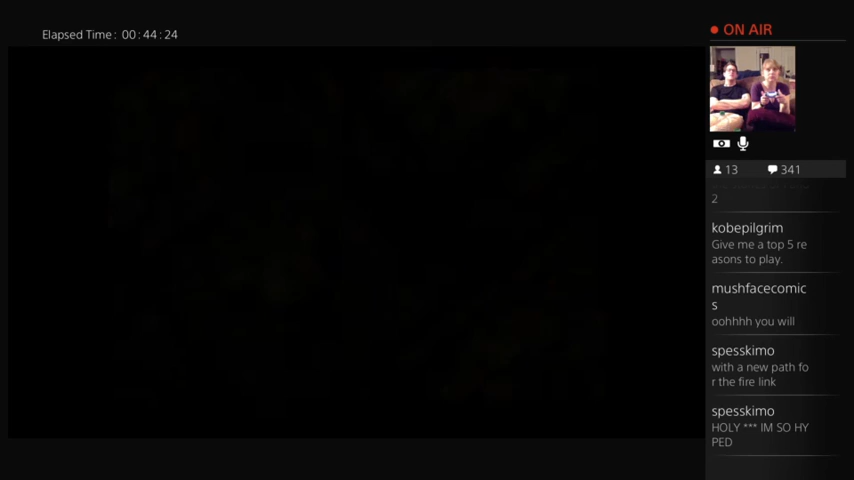 Elapsed Time: 00:44:24
ON AIR
13 341
2
kobepilgrim
Give me a top 5 re
asons to play.
mushfacecomic
s
oohhhh you will
spesskimo
with a new path fo
r the fire link
spesskimo
HOLY *** IM SO HY
PED